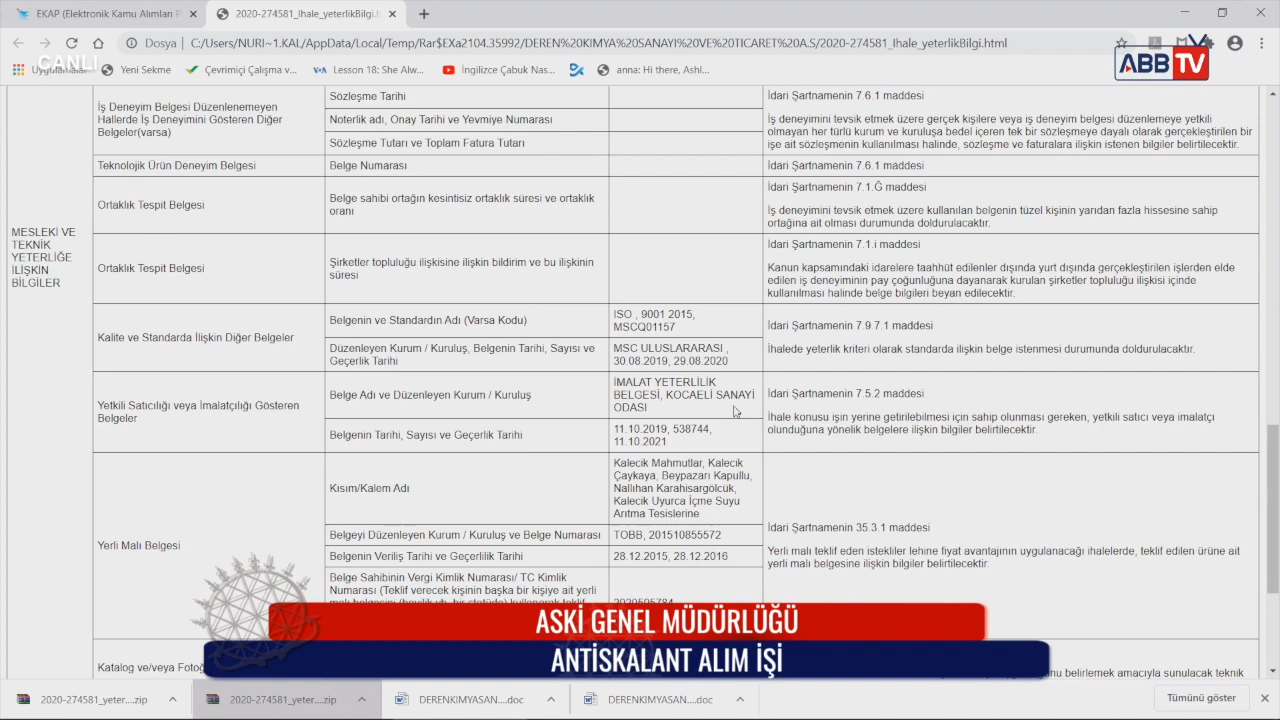 EKAP (Elektronik Kamu Alımları P
2020-274581_Ihale_yeterlikBilgi.h
Dosya
C:/Users/NURI~1.KAL/AppData/Local/Temp/Rar$EXa2104.35592/DEREN%20KIMYA%20SANAYI%20VE%20TICARET%20A.S/2020-274581_Ihale_yeterlikBilgi.html
CANLI
ABB TV
Uygulamalar
Yeni Sekme
Çevrimiçi Çalışma v...
Lesson 18: She Alw...
İngilizce Çabuk Nas...
anna: Hi there, Ashl...
MESLEKİ VE
TEKNİK
YETERLİĞE
İLİŞKİN
BİLGİLER
İş Deneyim Belgesi Düzenlenemeyen
Hallerde İş Deneyimini Gösteren Diğer
Belgeler(varsa)
Sözleşme Tarihi
Noterlik adı, Onay Tarihi ve Yevmiye Numarası
Sözleşme Tutarı ve Toplam Fatura Tutarı
İdari Şartnamenin 7.6.1 maddesi
İş deneyimini tevsik etmek üzere gerçek kişilere veya iş deneyim belgesi düzenlemeye yetkili
olmayan her türlü kurum ve kuruluşa bedel içeren tek bir sözleşmeye dayalı olarak gerçekleştirilen bir
işe ait sözleşmenin kullanılması halinde, sözleşme ve faturalara ilişkin istenen bilgiler belirtilecektir.
Teknolojik Ürün Deneyim Belgesi
Belge Numarası
İdari Şartnamenin 7.6.1 maddesi
Ortaklık Tespit Belgesi
Belge sahibi ortağın kesintisiz ortaklık süresi ve ortaklık
oranı
İdari Şartnamenin 7.1.Ğ maddesi
İş deneyimini tevsik etmek üzere kullanılan belgenin tüzel kişinin yarıdan fazla hissesine sahip
ortağına ait olması durumunda doldurulacaktır.
Ortaklık Tespit Belgesi
Şirketler topluluğu ilişkisine ilişkin bildirim ve bu ilişkinin
süresi
İdari Şartnamenin 7.1.i maddesi
Kanun kapsamındaki idarelere taahhüt edilenler dışında yurt dışında gerçekleştirilen işlerden elde
edilen iş deneyiminin pay çoğunluğuna dayanarak kurulan şirketler topluluğu ilişkisi içinde
kullanılması halinde belge bilgileri beyan edilecektir.
Kalite ve Standarda İlişkin Diğer Belgeler
Belgenin ve Standardın Adı (Varsa Kodu)
ISO , 9001 2015,
MSCQ01157
Düzenleyen Kurum / Kuruluş, Belgenin Tarihi, Sayısı ve
Geçerlik Tarihi
MSC ULUSLARARASI ,
30.08.2019, 29.08.2020
İdari Şartnamenin 7.9 7.1 maddesi
İhalede yeterlik kriteri olarak standarda ilişkin belge istenmesi durumunda doldurulacaktır.
Yetkili Satıcılığı veya İmalatçılığı Gösteren
Belgeler
Belge Adı ve Düzenleyen Kurum / Kuruluş
İMALAT YETERLİLİK
BELGESİ, KOCAELİ SANAYİ
ODASI
Belgenin Tarihi, Sayısı ve Geçerlik Tarihi
11.10.2019, 538744,
11.10.2021
İdari Şartnamenin 7.5.2 maddesi
İhale konusu işin yerine getirilebilmesi için sahip olunması gereken, yetkili satıcı veya imalatçı
olunduğuna yönelik belgelere ilişkin bilgiler belirtilecektir.
Yerli Malı Belgesi
Kısım/Kalem Adı
Kalecik Mahmutlar, Kalecik
Çaykaya, Beypazarı Kapullu,
Nallıhan Karahisargölcük,
Kalecik Uyurca İçme Suyu
Arıtma Tesislerine
Belgeyi Düzenleyen Kurum / Kuruluş ve Belge Numarası
TOBB, 201510855572
Belgenin Veriliş Tarihi ve Geçerlilik Tarihi
28.12.2015, 28.12.2016
Belge Sahibinin Vergi Kimlik Numarası/ TC Kimlik
Numarası (Teklif verecek kişinin başka bir kişiye ait yerli
İdari Şartnamenin 35.3.1 maddesi
Yerli malı teklif eden istekliler lehine fiyat avantajının uygulanacağı ihalelerde, teklif edilen ürüne ait
yerli malı belgesine ilişkin bilgiler belirtilecektir.
ASKİ GENEL MÜDÜRLÜĞÜ
ANTİSKALANT ALIM İŞİ
Katalog ve/veya Fotoğ
belirlemek amacıyla sunulacak teknik
2020-274581_yeter....zip
2020-274581_yeter....zip
DERENKIMYASAN....doc
DERENKIMYASAN....doc
Tümünü göster